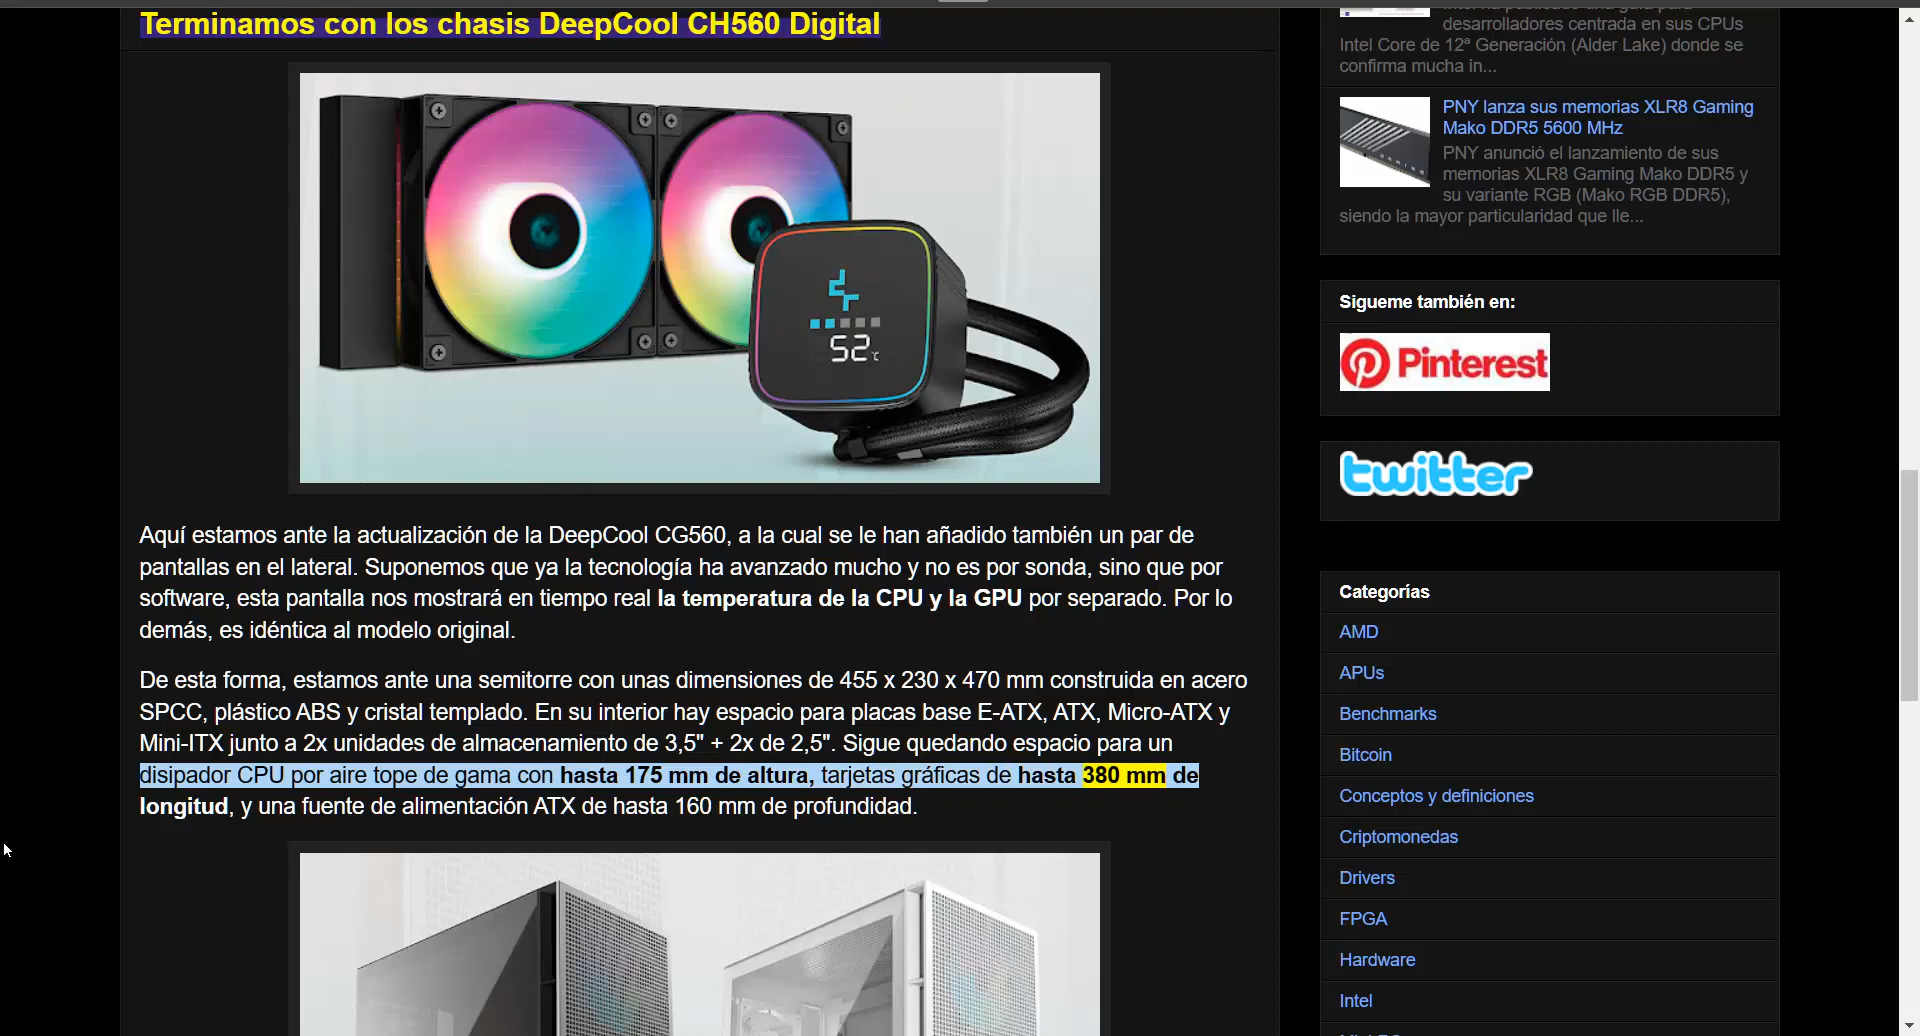 Terminamos con los chasis DeepCool CH560 Digital
52 °C
Aquí estamos ante la actualización de la DeepCool CG560, a la cual se le han añadido también un par de
pantallas en el lateral. Suponemos que ya la tecnología ha avanzado mucho y no es por sonda, sino que por
software, esta pantalla nos mostrará en tiempo real la temperatura de la CPU y la GPU por separado. Por lo
demás, es idéntica al modelo original.
De esta forma, estamos ante una semitorre con unas dimensiones de 455 x 230 x 470 mm construida en acero
SPCC, plástico ABS y cristal templado. En su interior hay espacio para placas base E-ATX, ATX, Micro-ATX y
Mini-ITX junto a 2x unidades de almacenamiento de 3,5" + 2x de 2,5". Sigue quedando espacio para un
disipador CPU por aire tope de gama con hasta 175 mm de altura, tarjetas gráficas de hasta 380 mm de
longitud, y una fuente de alimentación ATX de hasta 160 mm de profundidad.
desarrolladores centrada en sus CPUs
Intel Core de 12ª Generación (Alder Lake) donde se
confirma mucha in...
PNY lanza sus memorias XLR8 Gaming
Mako DDR5 5600 MHz
PNY anunció el lanzamiento de sus
memorias XLR8 Gaming Mako DDR5 y
su variante RGB (Mako RGB DDR5),
siendo la mayor particularidad que lle...
Sigueme también en:
Pinterest
twitter
Categorías
AMD
APUs
Benchmarks
Bitcoin
Conceptos y definiciones
Criptomonedas
Drivers
FPGA
Hardware
Intel